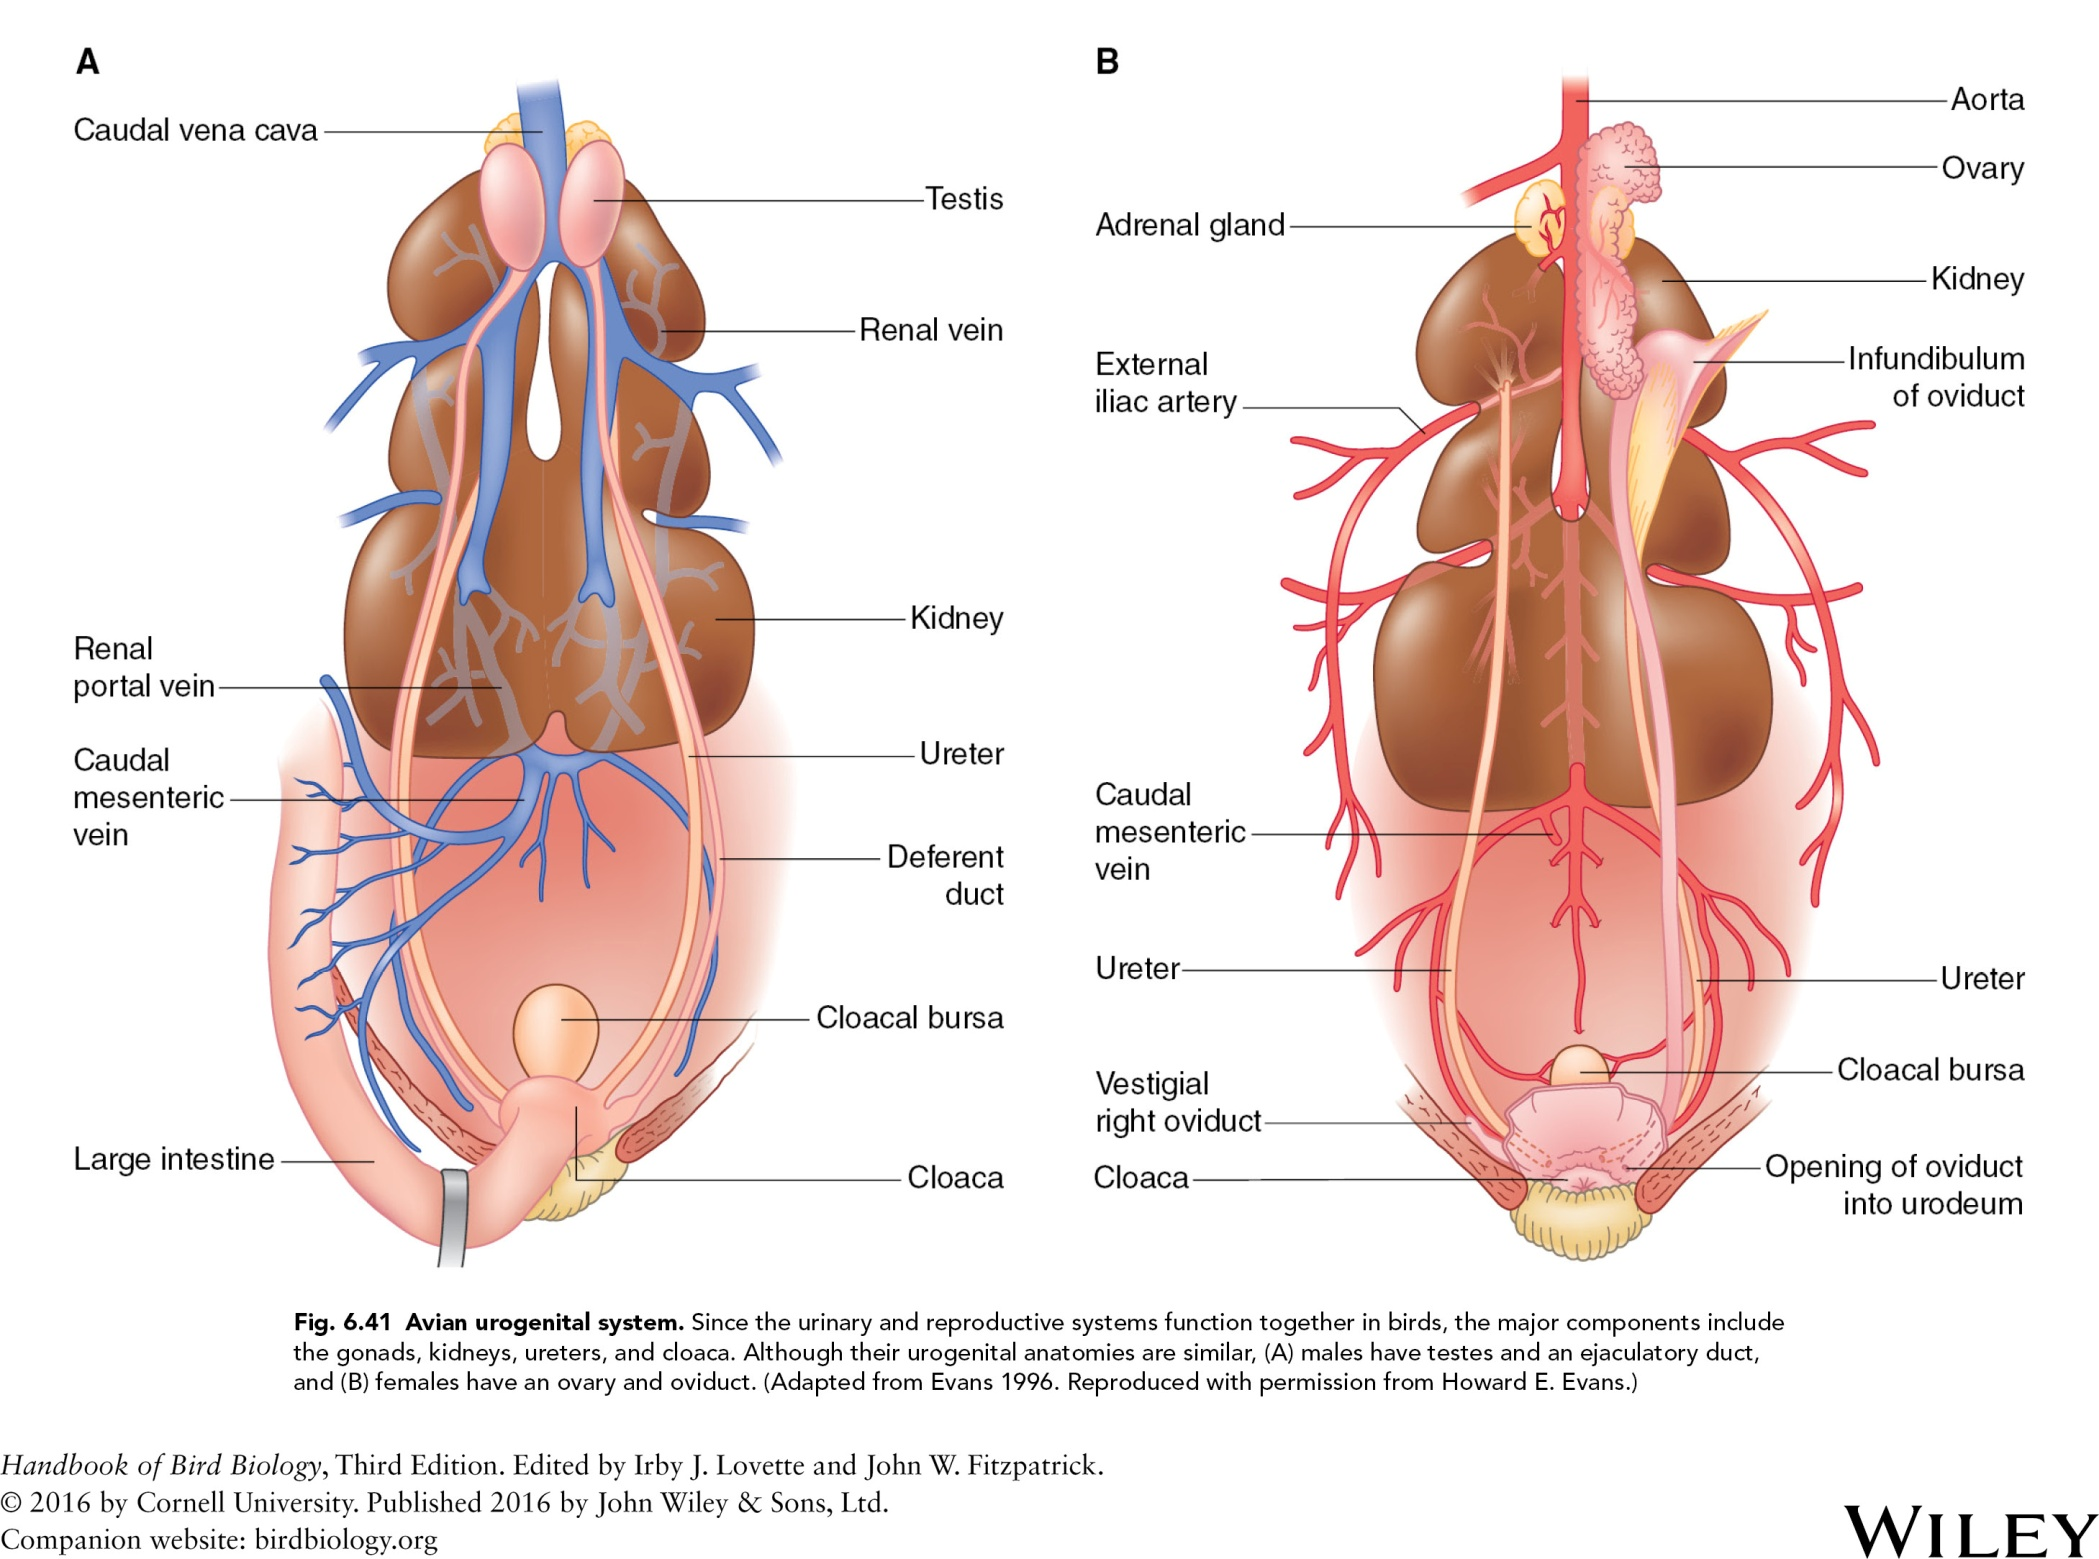 A
Caudal vena cava
Testis
Renal vein
Kidney
Renal
portal vein
Caudal
mesenteric
vein
Ureter
Deferent
duct
Cloacal bursa
Large intestine
Cloaca
B
Aorta
Ovary
Adrenal gland
Kidney
External
iliac artery
Infundibulum
of oviduct
Caudal
mesenteric
vein
Ureter
Ureter
Cloacal bursa
Vestigial
right oviduct
Cloaca
Opening of oviduct
into urodeum
Fig. 6.41 Avian urogenital system. Since the urinary and reproductive systems function together in birds, the major components include
the gonads, kidneys, ureters, and cloaca. Although their urogenital anatomies are similar, (A) males have testes and an ejaculatory duct,
and (B) females have an ovary and oviduct. (Adapted from Evans 1996. Reproduced with permission from Howard E. Evans.)
Handbook of Bird Biology, Third Edition. Edited by Irby J. Lovette and John W. Fitzpatrick.
© 2016 by Cornell University. Published 2016 by John Wiley & Sons, Ltd.
Companion website: birdbiology.org
WILEY